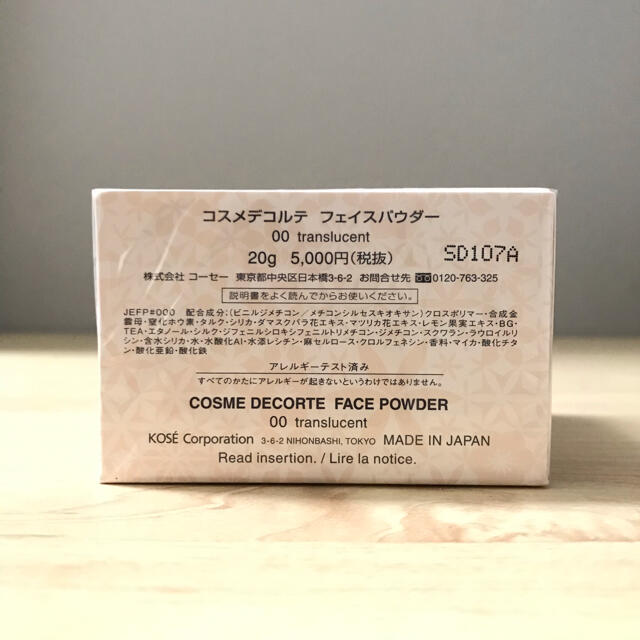 コスメデコルテ フェイスパウダー
00 translucent
20g 5,000円(税抜) SD107A
株式会社 コーセー 東京都中央区日本橋3-6-2 お問合せ先 ☎0120-763-325
説明書をよく読んでからお使いください。
JEFP#000 配合成分:(ビニルジメチコン/メチコンシルセスキオキサン)クロスポリマー・合成金
雲母・窒化ホウ素・タルク・シリカ・ダマスクバラ花エキス・マツリカ花エキス・レモン果実エキス・BG・
TEA・エタノール・シルク・ジフェニルシロキシフェニルトリメチコン・ジメチコン・スクワラン・ラウロイルリ
シン・含水シリカ・水・水酸化Al・水添レシチン・麻セルロース・クロルフェネシン・香料・マイカ・酸化チタ
ン・酸化亜鉛・酸化鉄
アレルギーテスト済み
すべてのかたにアレルギーが起きないというわけではありません。
COSME DECORTE FACE POWDER
00 translucent
KOSÉ Corporation 3-6-2 NIHONBASHI, TOKYO MADE IN JAPAN
Read insertion. / Lire la notice.